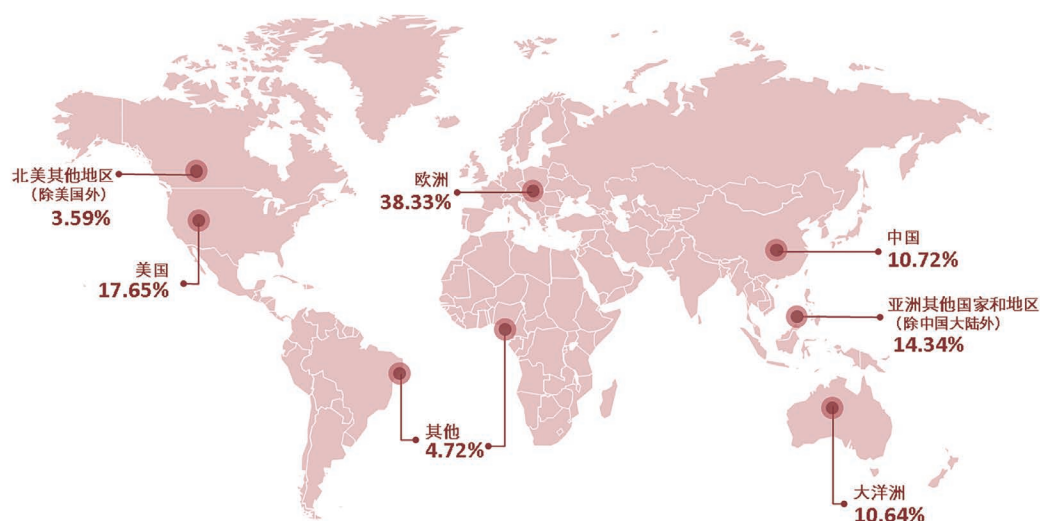 北美其他地区
（除美国外）
3.59%
美国
17.65%
欧洲
38.33%
中国
10.72%
亚洲其他国家和地区
（除中国大陆外）
14.34%
其他
4.72%
大洋洲
10.64%